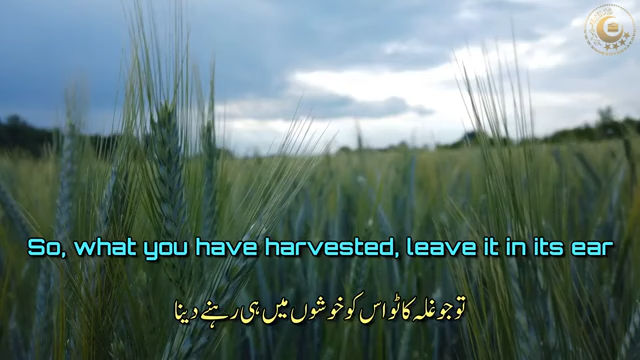 So, what you have harvested, leave it in its ear
تو جو غلہ کاٹو اس کو خوشوں میں ہی رہنے دینا